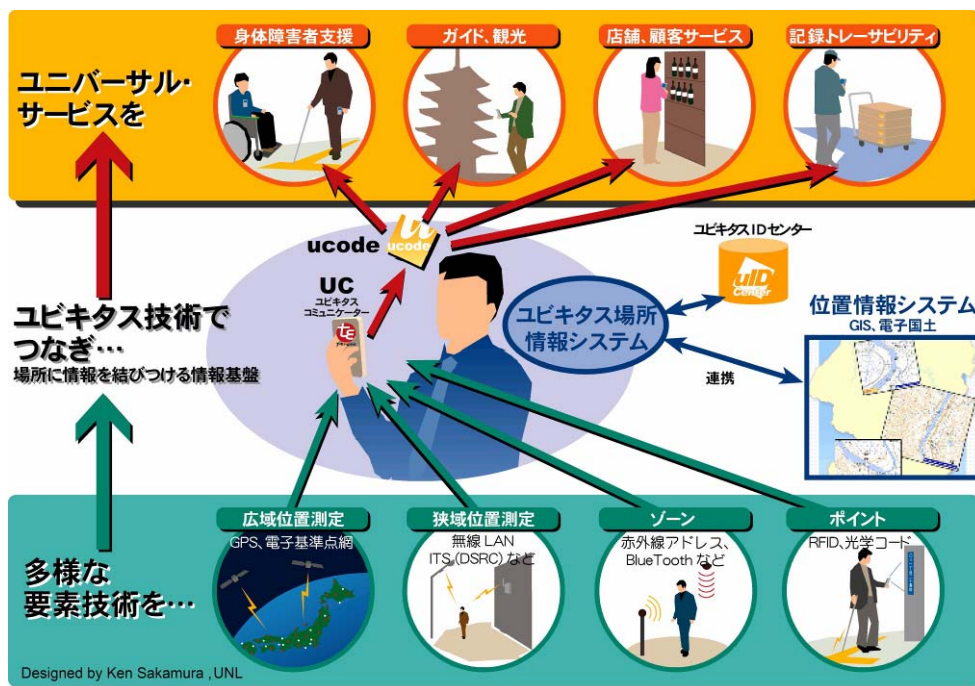 ユニバーサル・
サービスを
身体障害者支援
ガイド、観光
店舗、顧客サービス
記録トレーサビリティ
ucode
ucode
UC
ユビキタス
コミュニケーター
ユビキタスIDセンター
uID
Center
ユビキタス場所
情報システム
位置情報システム
GIS、電子国土
連携
ユビキタス技術で
つなぎ…
場所に情報を結びつける情報基盤
多様な
要素技術を…
広域位置測定
GPS、電子基準点網
狭域位置測定
無線 LAN
ITS (DSRC) など
ゾーン
赤外線アドレス、
BlueTooth など
ポイント
RFID、光学コード
Designed by Ken Sakamura , UNL